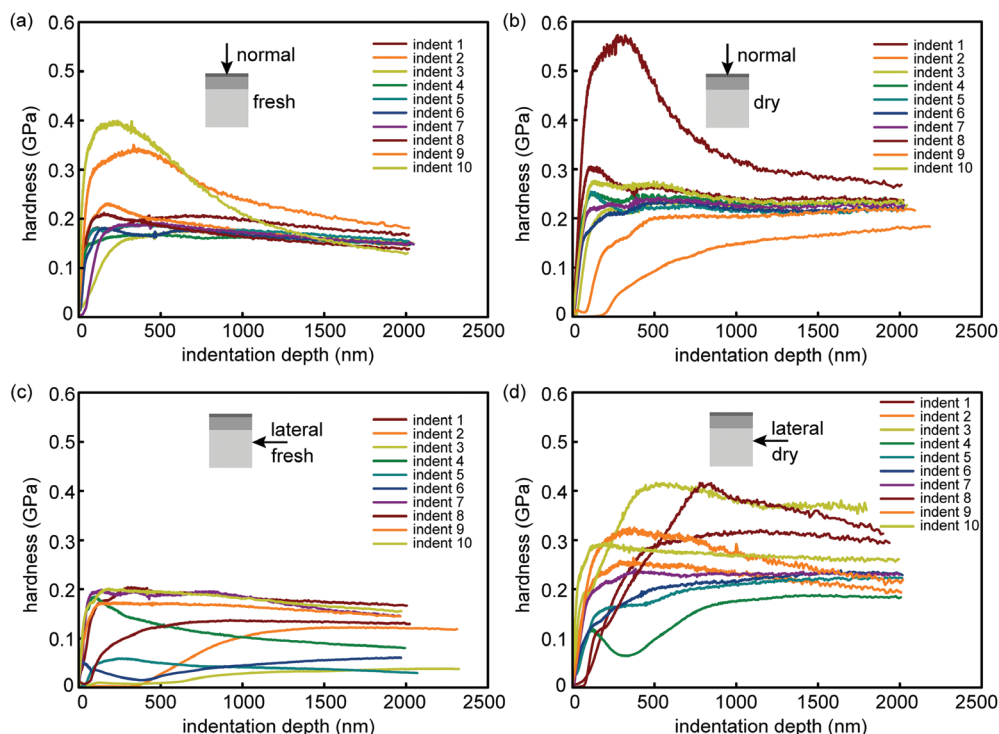 (a)
0.6
0.5
0.4
0.3
0.2
0.1
0
hardness (GPa)
normal
fresh
indent 1
indent 2
indent 3
indent 4
indent 5
indent 6
indent 7
indent 8
indent 9
indent 10
0 500 1000 1500 2000 2500
indentation depth (nm)
(b)
0.6
0.5
0.4
0.3
0.2
0.1
0
hardness (GPa)
normal
dry
indent 1
indent 2
indent 3
indent 4
indent 5
indent 6
indent 7
indent 8
indent 9
indent 10
0 500 1000 1500 2000 2500
indentation depth (nm)
(c)
0.6
0.5
0.4
0.3
0.2
0.1
0
hardness (GPa)
lateral
fresh
indent 1
indent 2
indent 3
indent 4
indent 5
indent 6
indent 7
indent 8
indent 9
indent 10
0 500 1000 1500 2000 2500
indentation depth (nm)
(d)
0.6
0.5
0.4
0.3
0.2
0.1
0
hardness (GPa)
lateral
dry
indent 1
indent 2
indent 3
indent 4
indent 5
indent 6
indent 7
indent 8
indent 9
indent 10
0 500 1000 1500 2000 2500
indentation depth (nm)